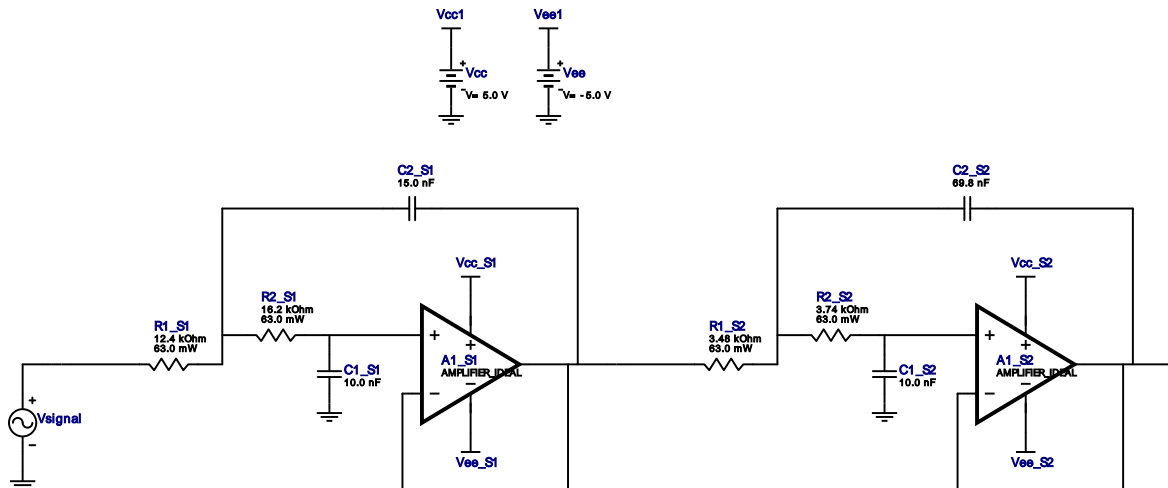 Vcc1
Vee1
+
Vcc
-
V= 5.0 V
+
Vee
-
V= -5.0 V
C2_S1
15.0 nF
C2_S2
69.8 nF
Vcc_S1
Vcc_S2
R2_S1
16.2 kOhm
63.0 mW
R2_S2
3.74 kOhm
63.0 mW
R1_S1
12.4 kOhm
63.0 mW
R1_S2
3.48 kOhm
63.0 mW
+
+
A1_S1
AMPLIFIER_IDEAL
-
-
+
+
A1_S2
AMPLIFIER_IDEAL
-
-
C1_S1
10.0 nF
C1_S2
10.0 nF
+
Vsignal
-
Vee_S1
Vee_S2